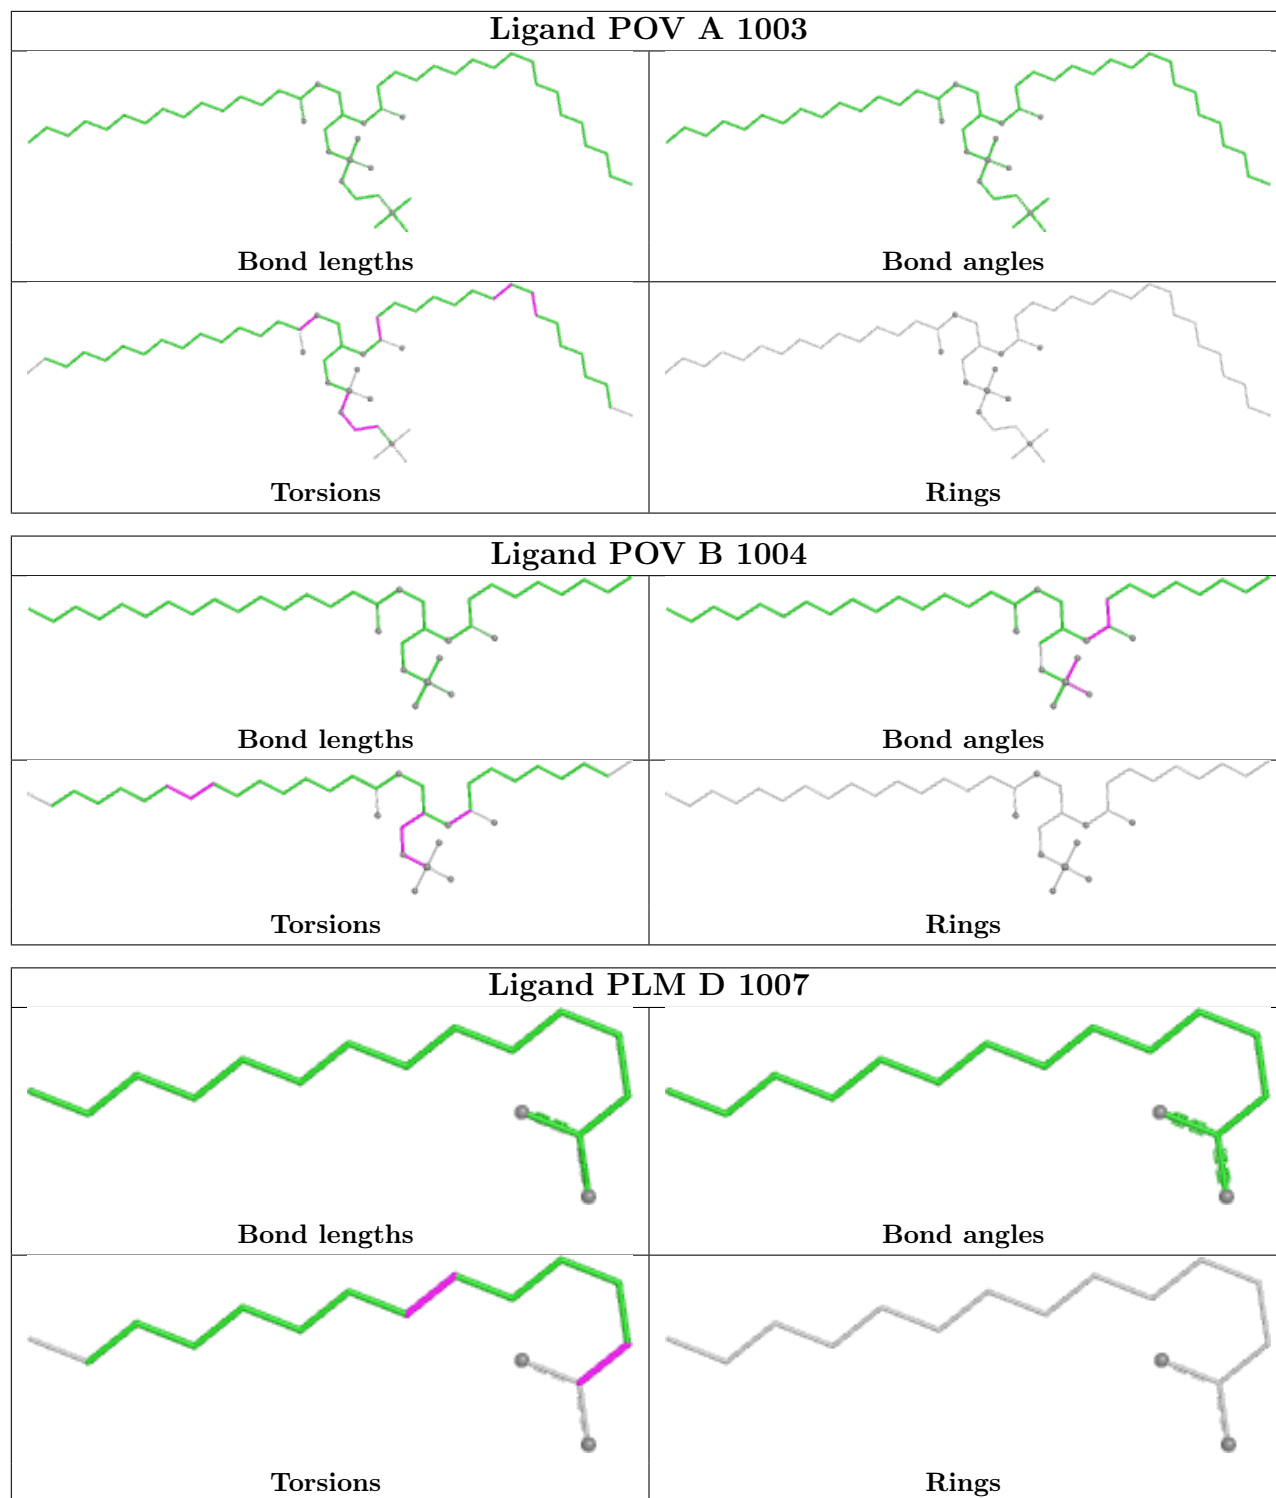 Ligand POV A 1003
Bond lengths
Bond angles
Torsions
Rings
Ligand POV B 1004
Bond lengths
Bond angles
Torsions
Rings
Ligand PLM D 1007
Bond lengths
Bond angles
Torsions
Rings